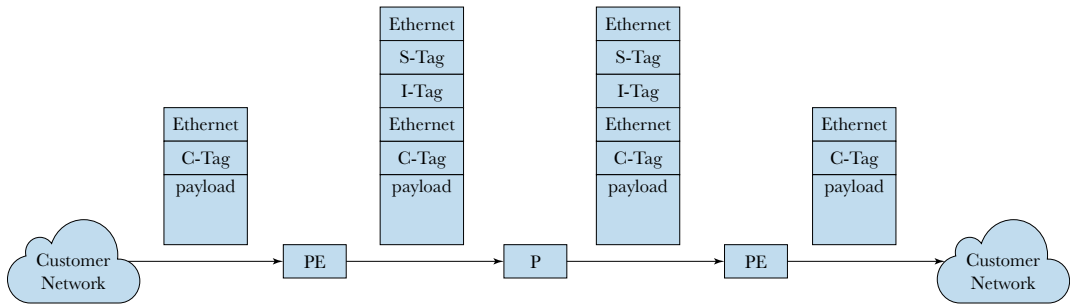 Ethernet
S-Tag
I-Tag
Ethernet
C-Tag
payload
Ethernet
S-Tag
I-Tag
Ethernet
C-Tag
payload
Ethernet
C-Tag
payload
Ethernet
C-Tag
payload
Customer
Network
PE
P
PE
Customer
Network